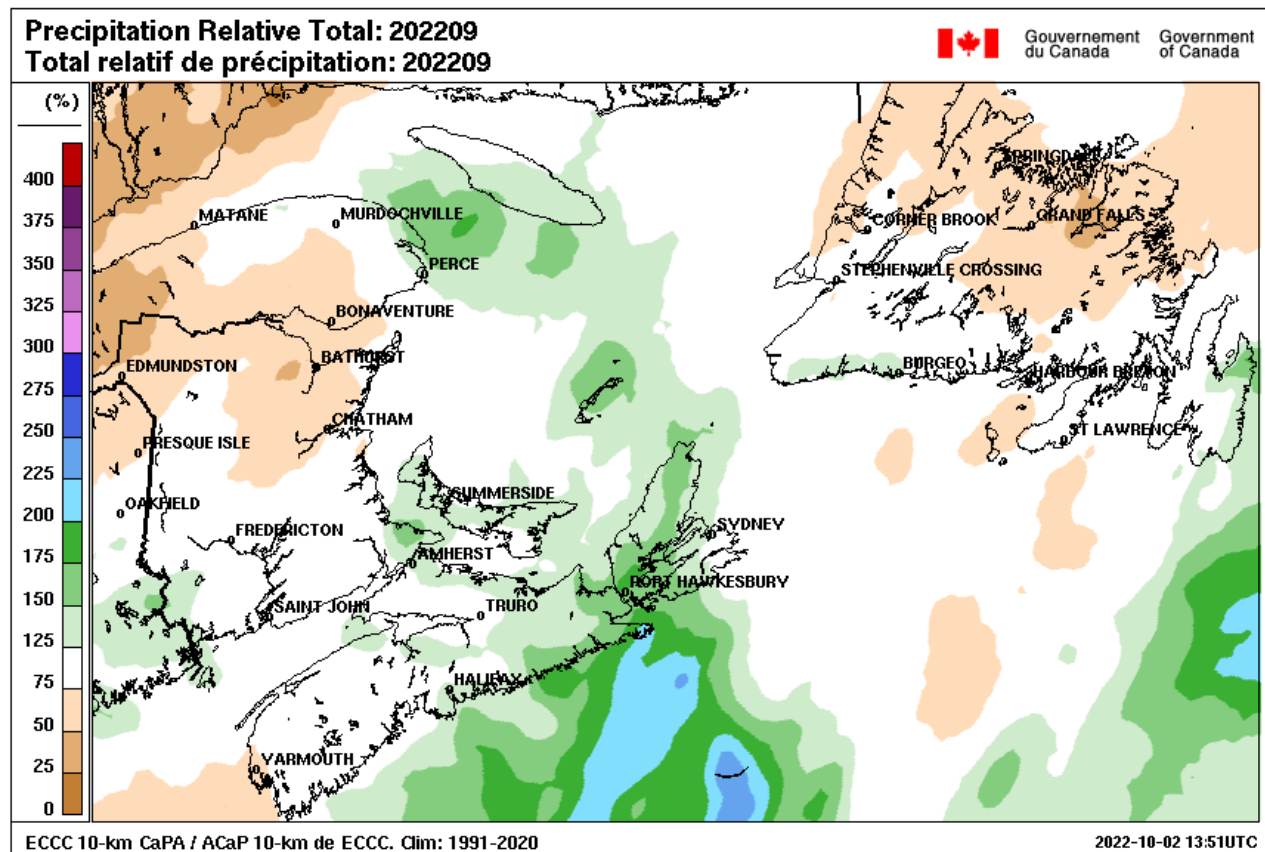 Precipitation Relative Total: 202209
Total relatif de précipitation: 202209
Gouvernement du Canada
Government of Canada
(%)
400
375
350
325
300
275
250
225
200
175
150
125
75
50
25
0
SPRINGDALE
MATANE
MURDOCHVILLE
CORNER BROOK
GRAND FALLS
PERCE
STEPHENVILLE CROSSING
BONAVENTURE
BATHURST
EDMUNDSTON
BURGEO
HARBOUR BRETON
CHATHAM
PRESQUE ISLE
ST LAWRENCE
OAKFIELD
SUMMERSIDE
FREDERICTON
SYDNEY
AMHERST
PORT HAWKESBURY
SAINT JOHN
TRURO
HALIFAX
YARMOUTH
ECCC 10-km CaPA / ACaP 10-km de ECCC. Clim: 1991-2020
2022-10-02 13:51UTC